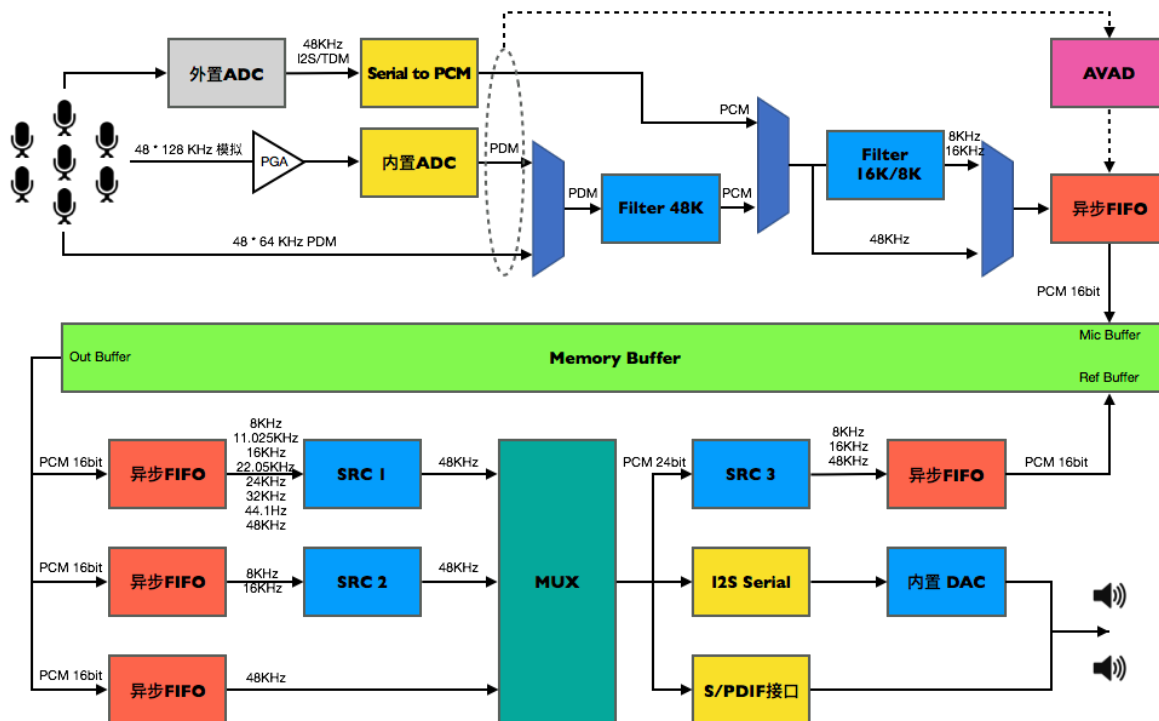 48KHz
I2S/TDM
外置ADC
Serial to PCM
AVAD
PCM
48 * 128 KHz 模拟
PGA
内置ADC
PDM
Filter
16K/8K
8KHz
16KHz
PDM
Filter 48K
PCM
异步FIFO
48 * 64 KHz PDM
48KHz
PCM 16bit
Mic Buffer
Out Buffer
Memory Buffer
Ref Buffer
8KHz
11.025KHz
16KHz
22.05KHz
24KHz
32KHz
44.1Hz
48KHz
PCM 16bit
异步FIFO
SRC 1
48KHz
MUX
PCM 24bit
SRC 3
8KHz
16KHz
48KHz
异步FIFO
PCM 16bit
PCM 16bit
异步FIFO
8KHz
16KHz
SRC 2
48KHz
I2S Serial
内置 DAC
PCM 16bit
异步FIFO
48KHz
S/PDIF接口